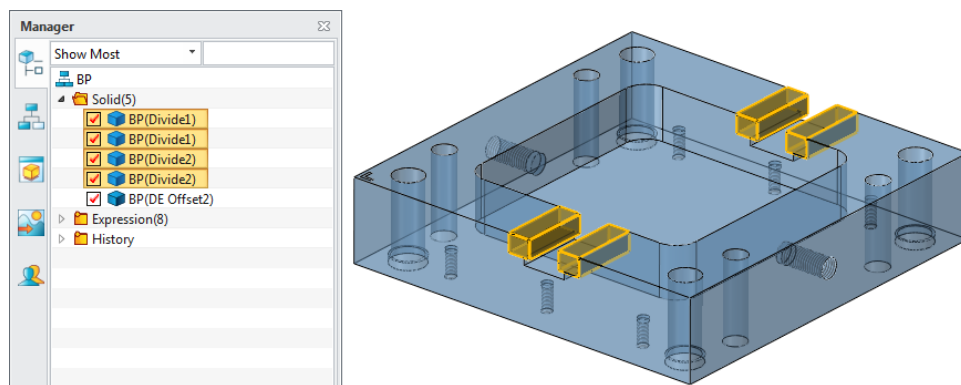 Manager
Show Most
BP
Solid(5)
BP(Divide1)
BP(Divide1)
BP(Divide2)
BP(Divide2)
BP(DE Offset2)
Expression(8)
History